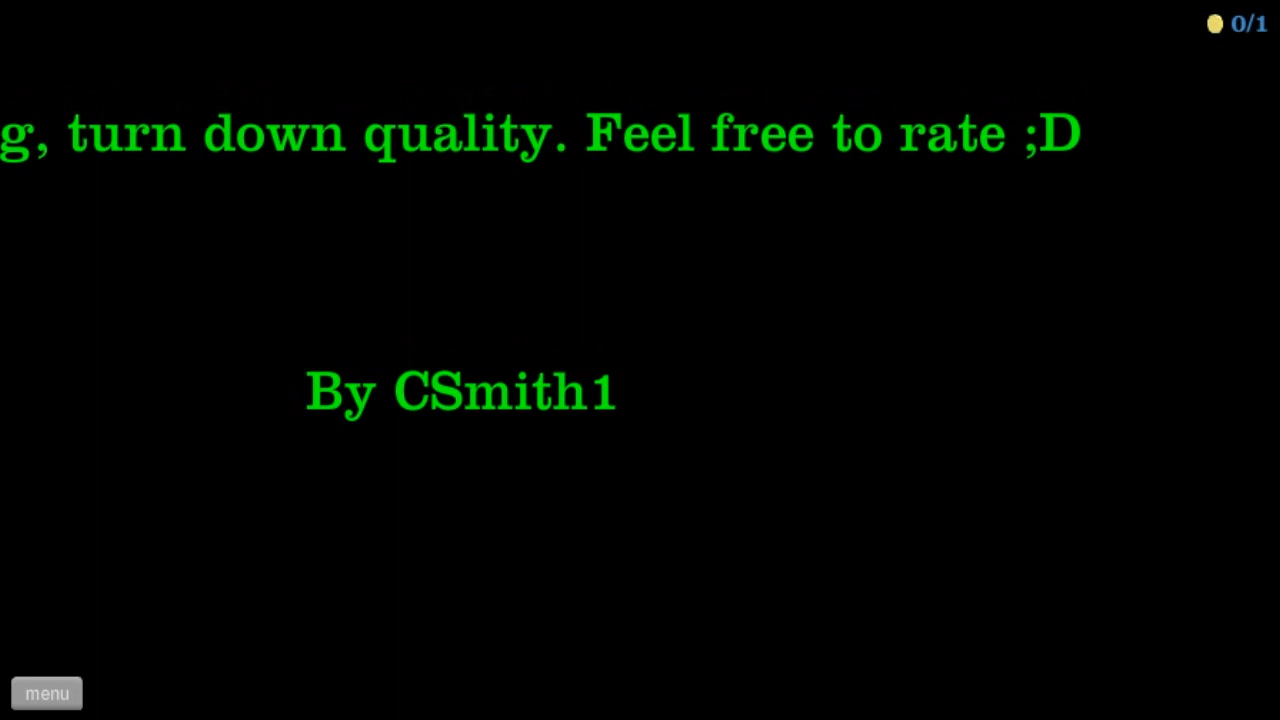 0/1
g, turn down quality. Feel free to rate ;D
By CSmith1
menu